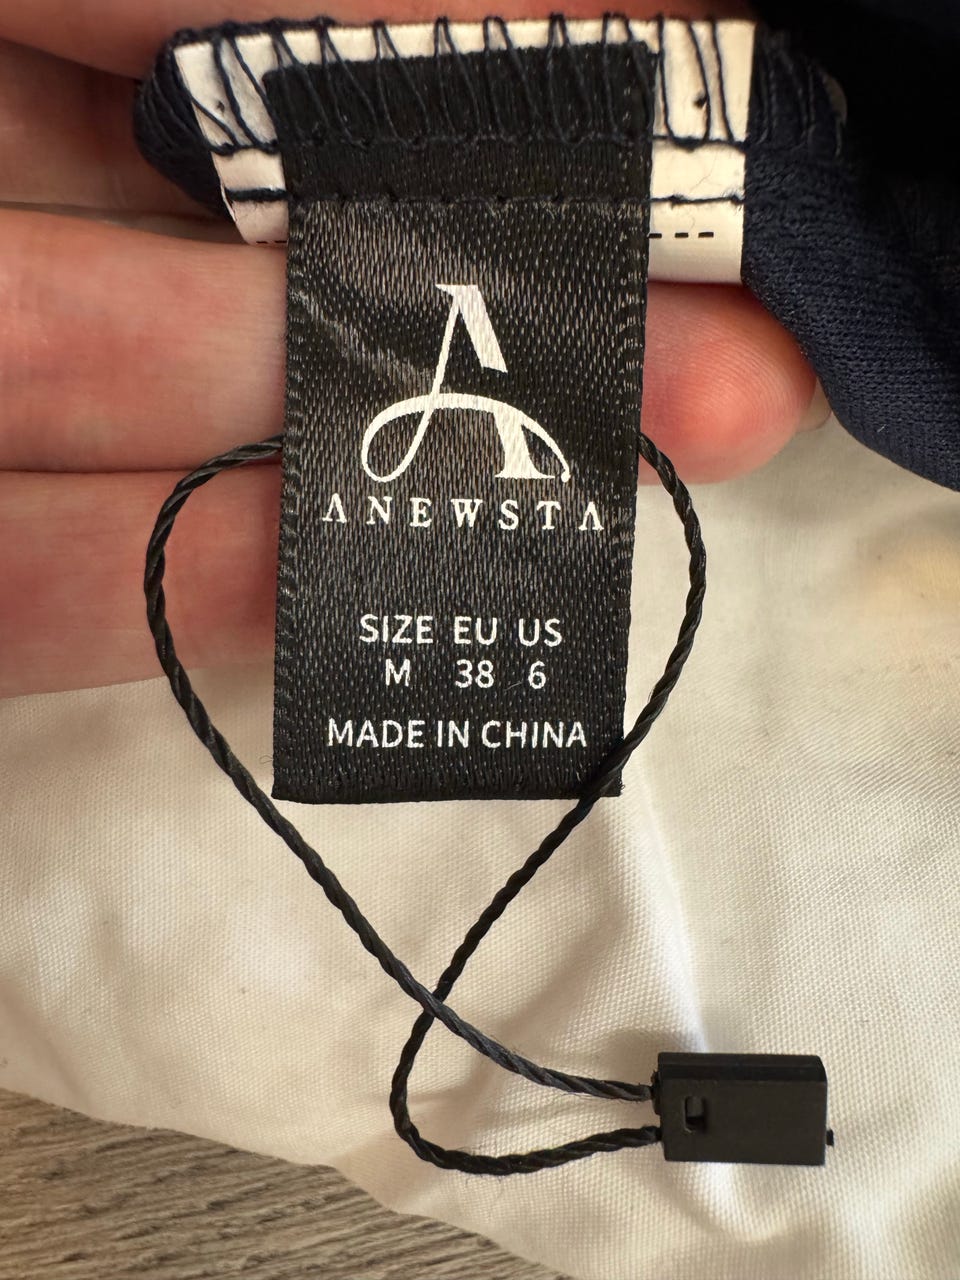 A
ANEWSTA
SIZE EU US
M 38 6
MADE IN CHINA